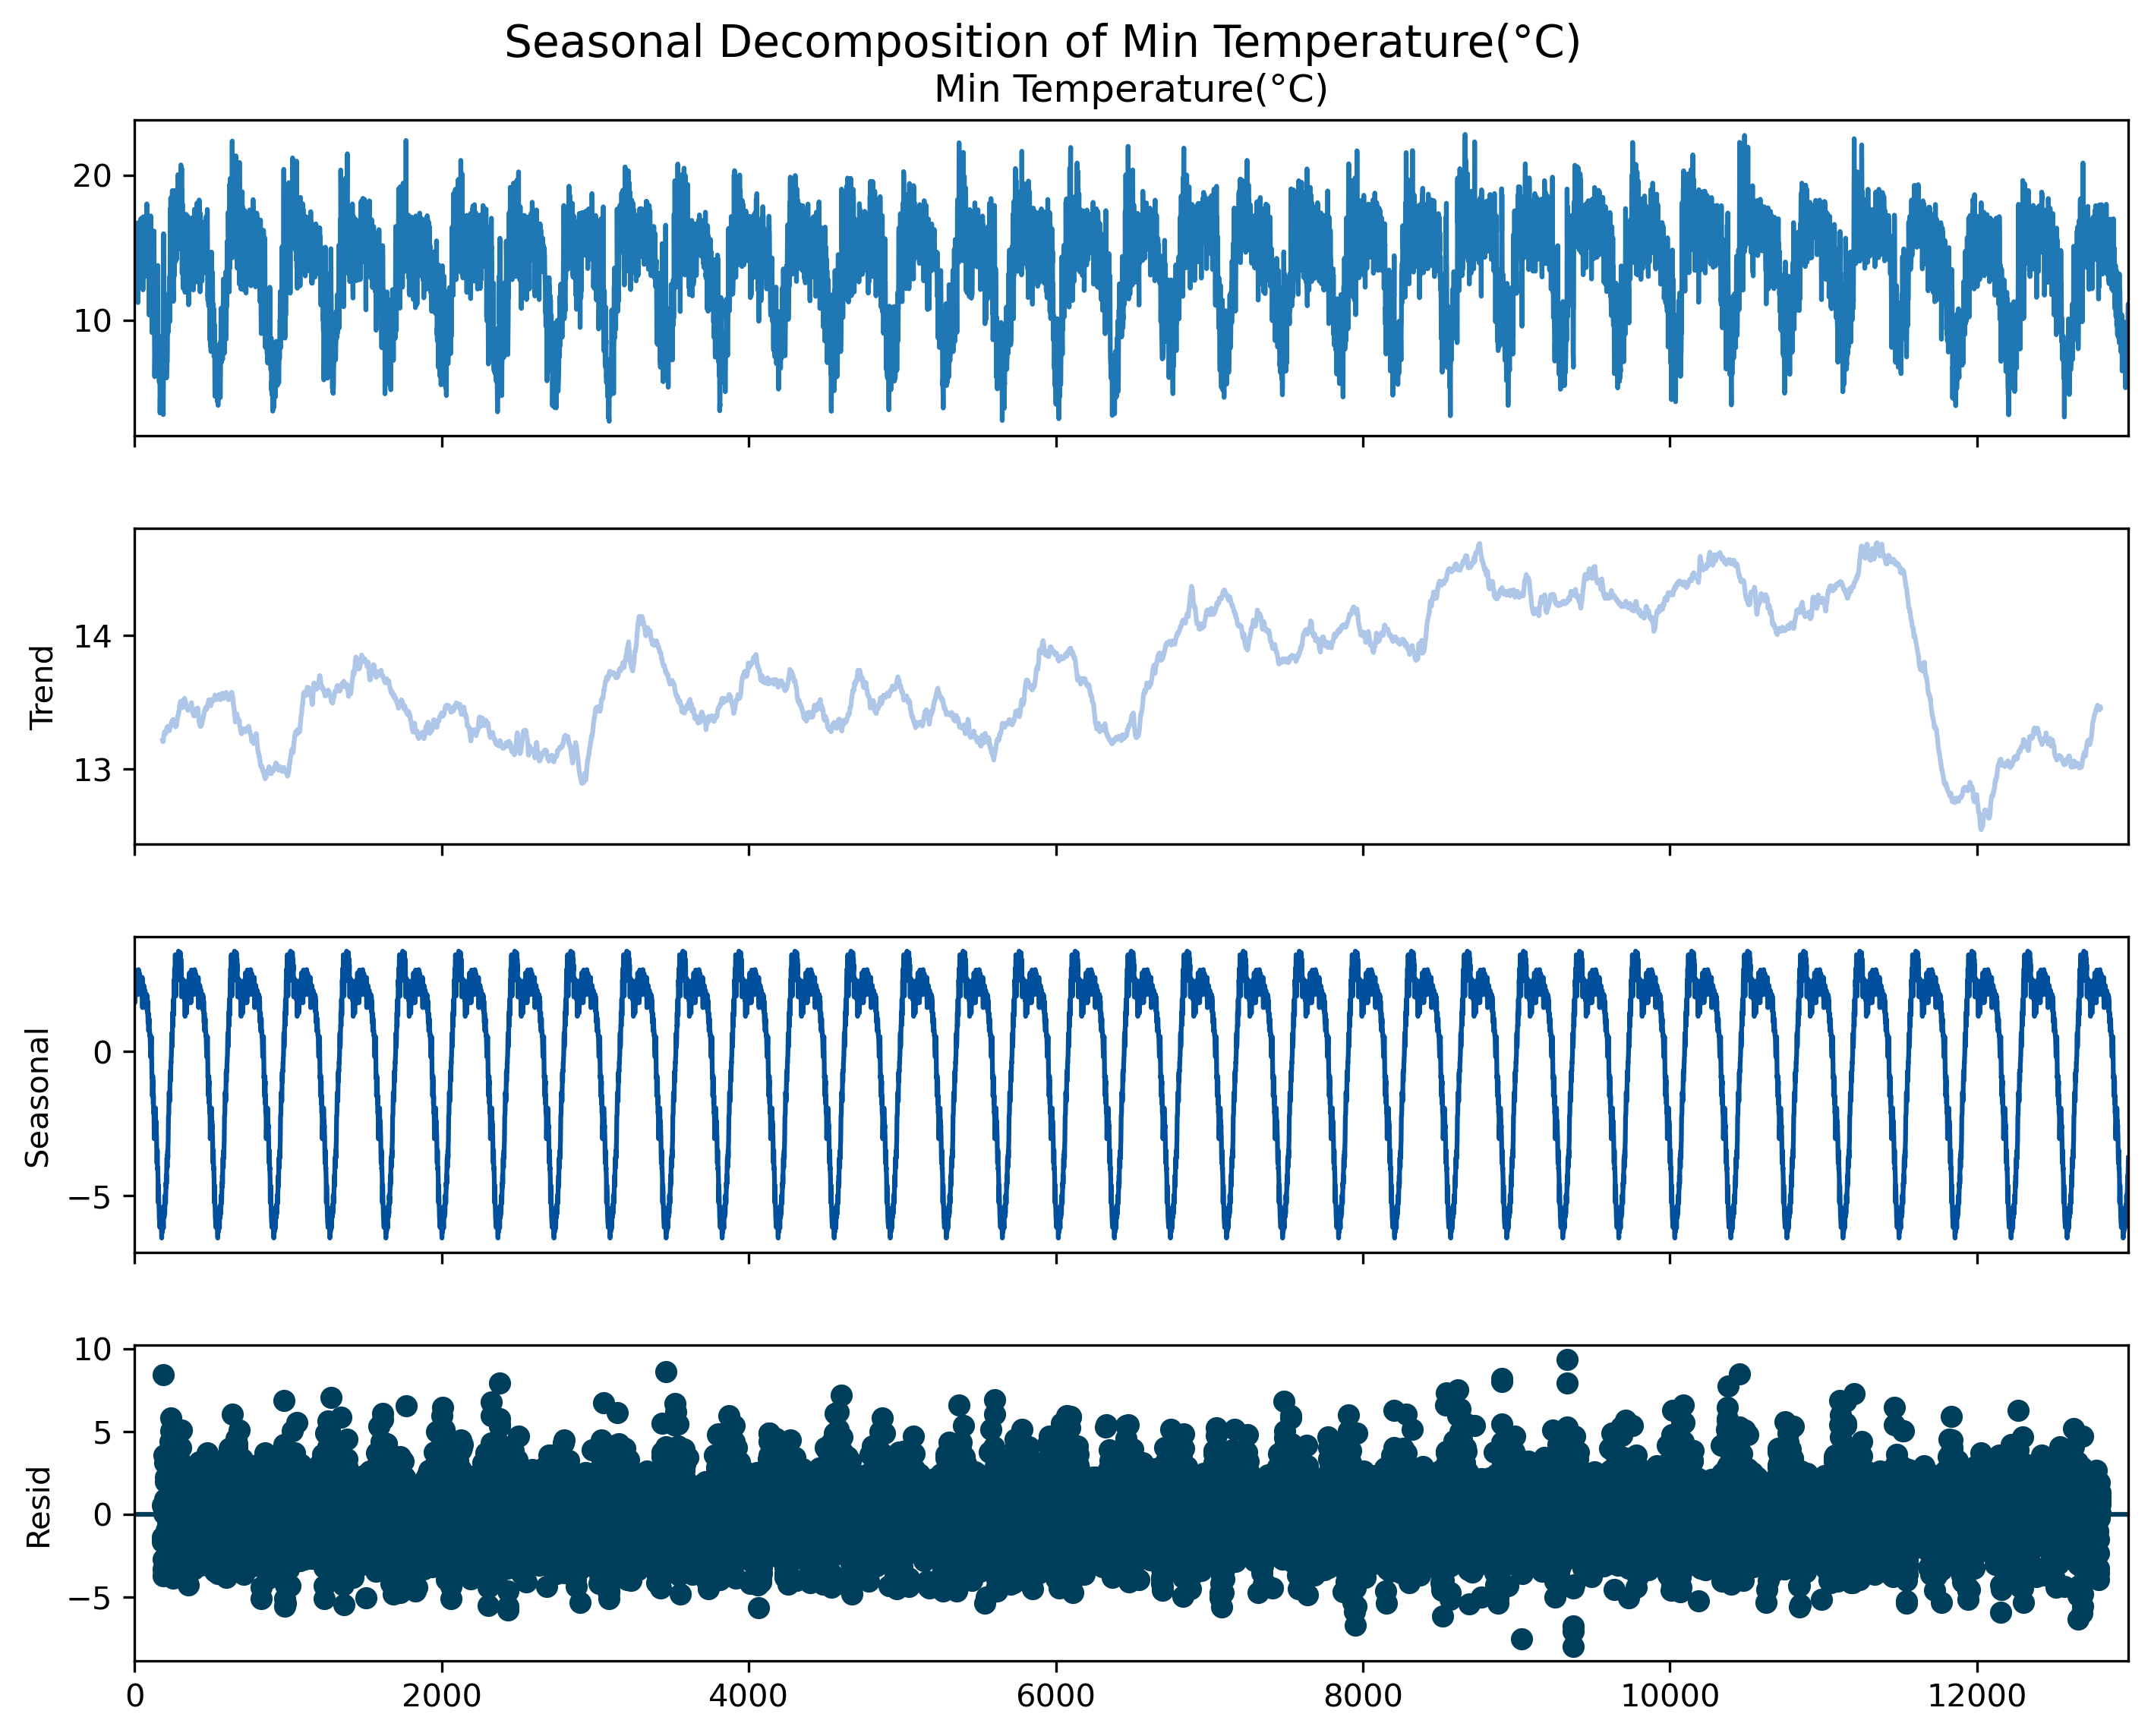 Seasonal Decomposition of Min Temperature(°C)
Min Temperature(°C)
20
10
Trend
14
13
Seasonal
0
−5
Resid
10
5
0
−5
0 2000 4000 6000 8000 10000 12000